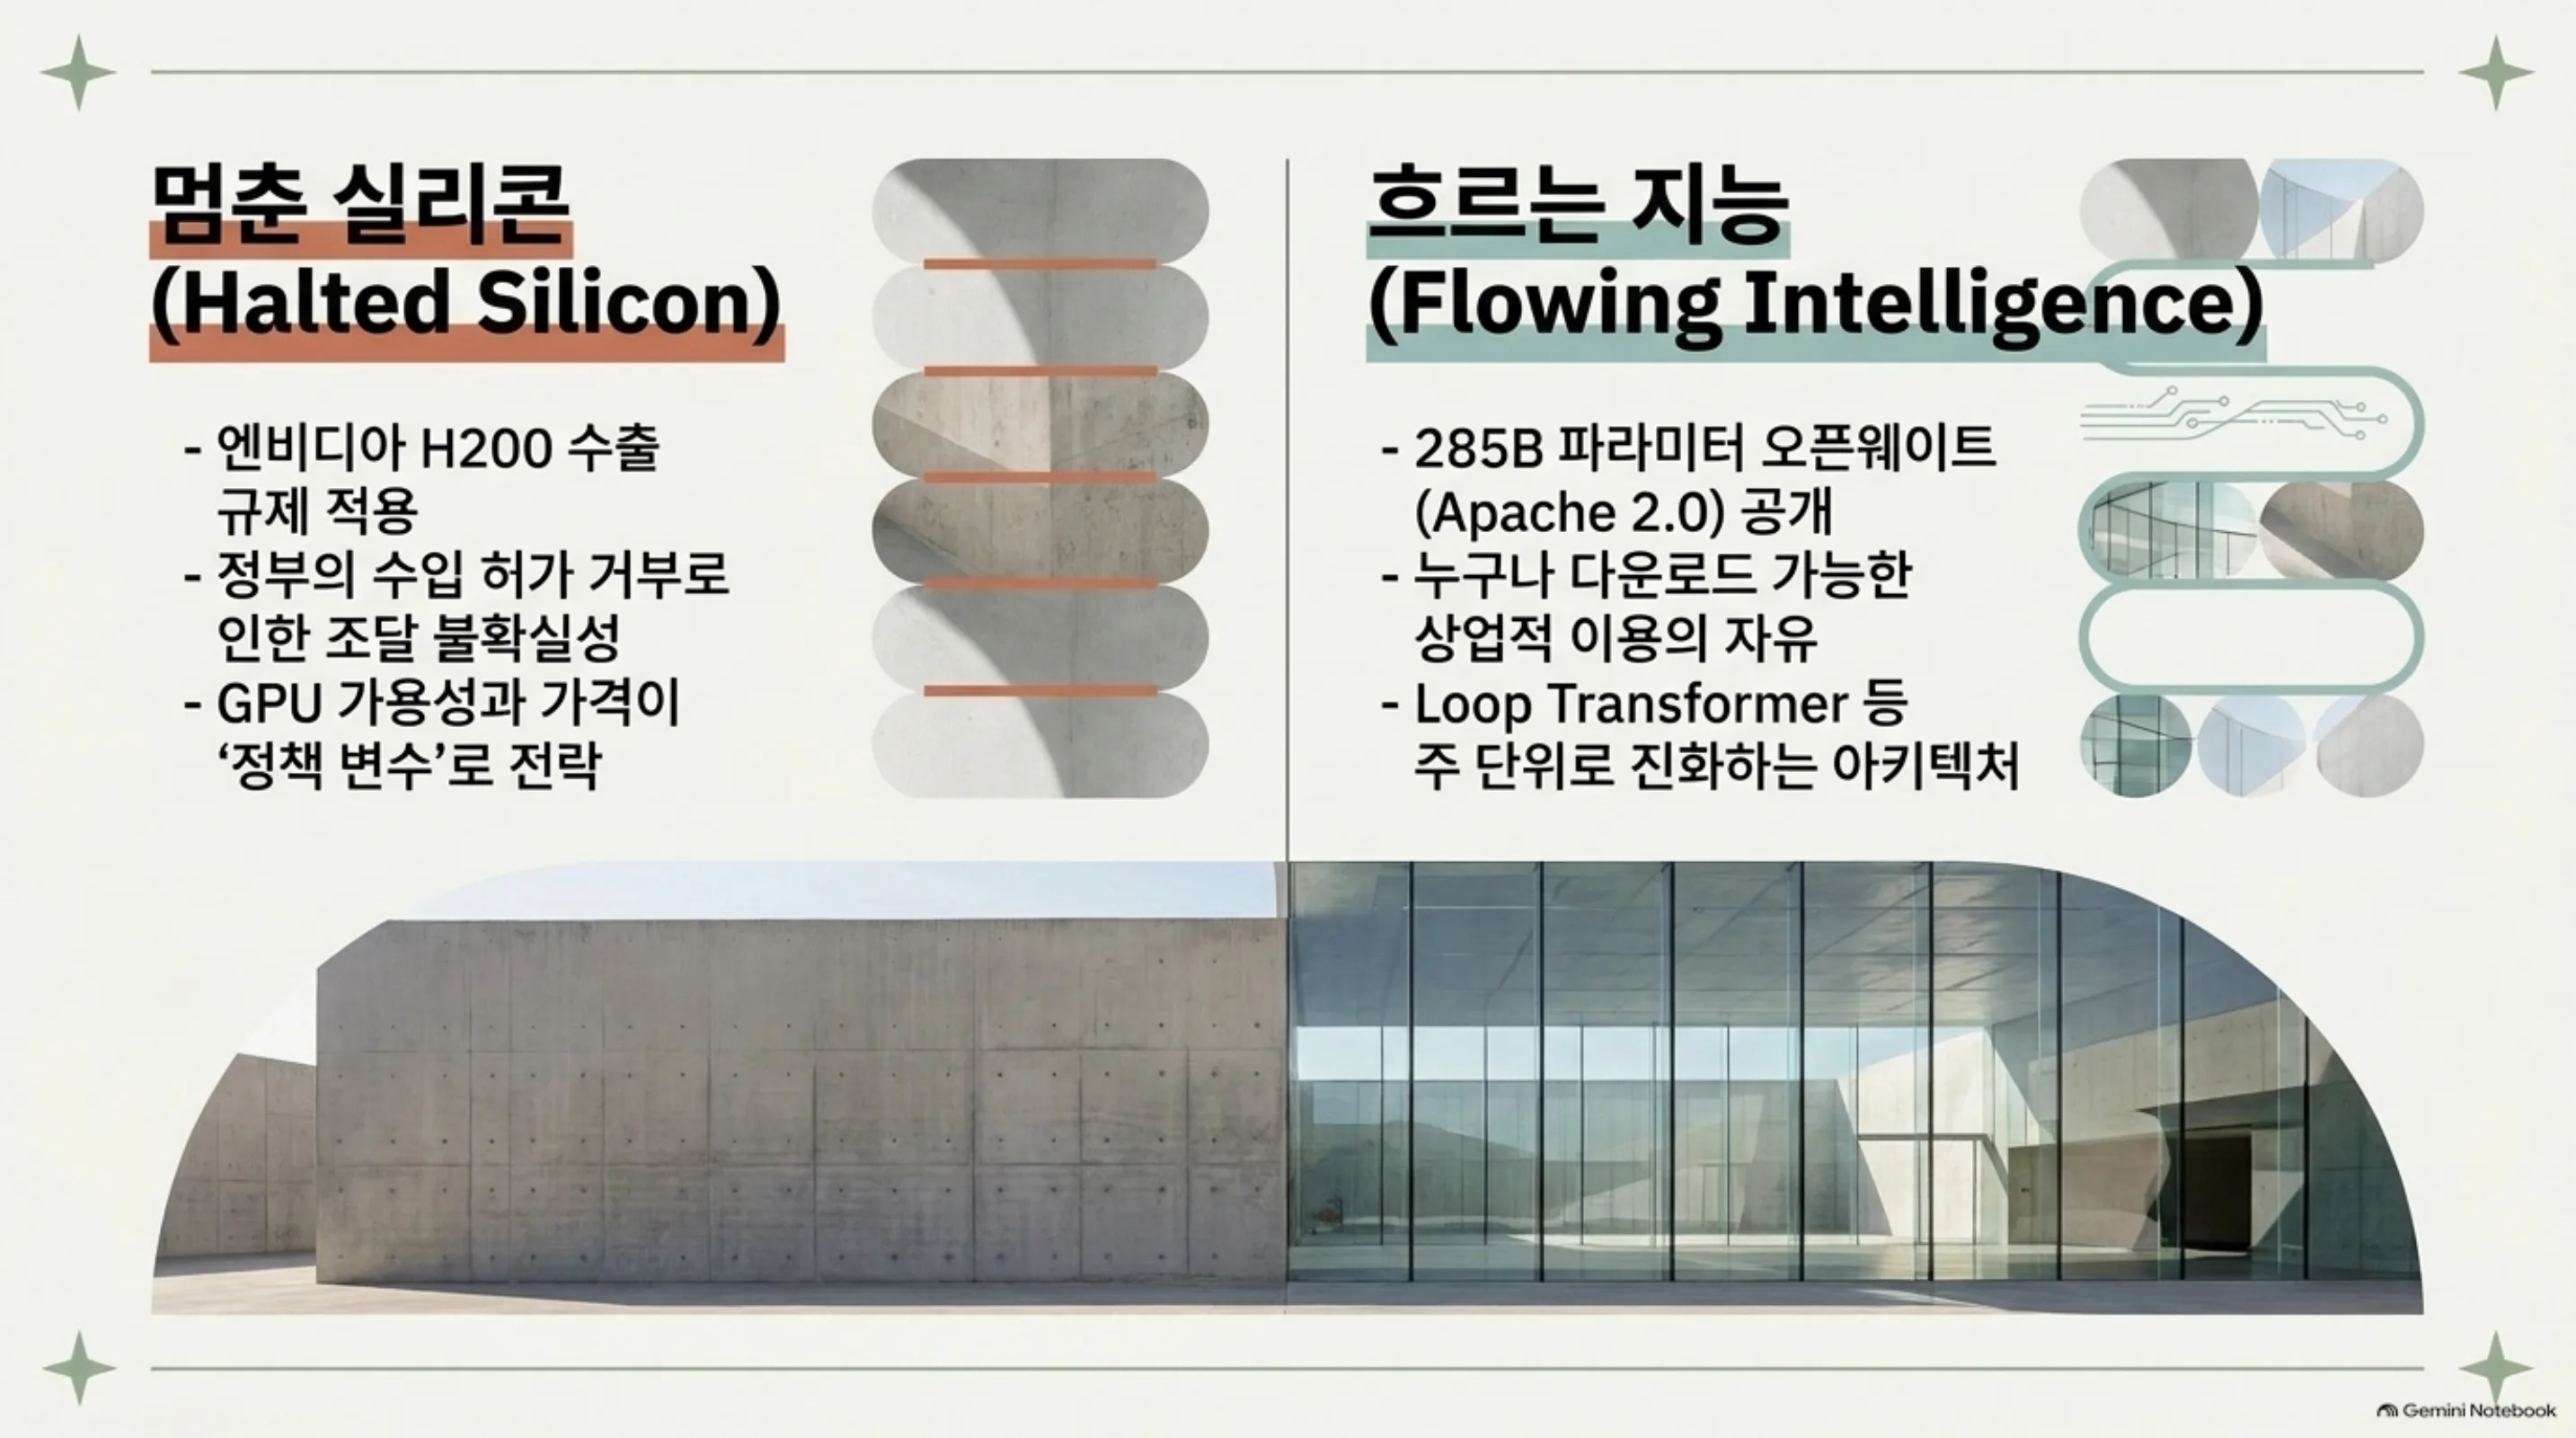 멈춘 실리콘
(Halted Silicon)
- 엔비디아 H200 수출
규제 적용
- 정부의 수입 허가 거부로
인한 조달 불확실성
- GPU 가용성과 가격이
‘정책 변수’로 전락
흐르는 지능
(Flowing Intelligence)
- 285B 파라미터 오픈웨이트
(Apache 2.0) 공개
- 누구나 다운로드 가능한
상업적 이용의 자유
- Loop Transformer 등
주 단위로 진화하는 아키텍처
Gemini Notebook